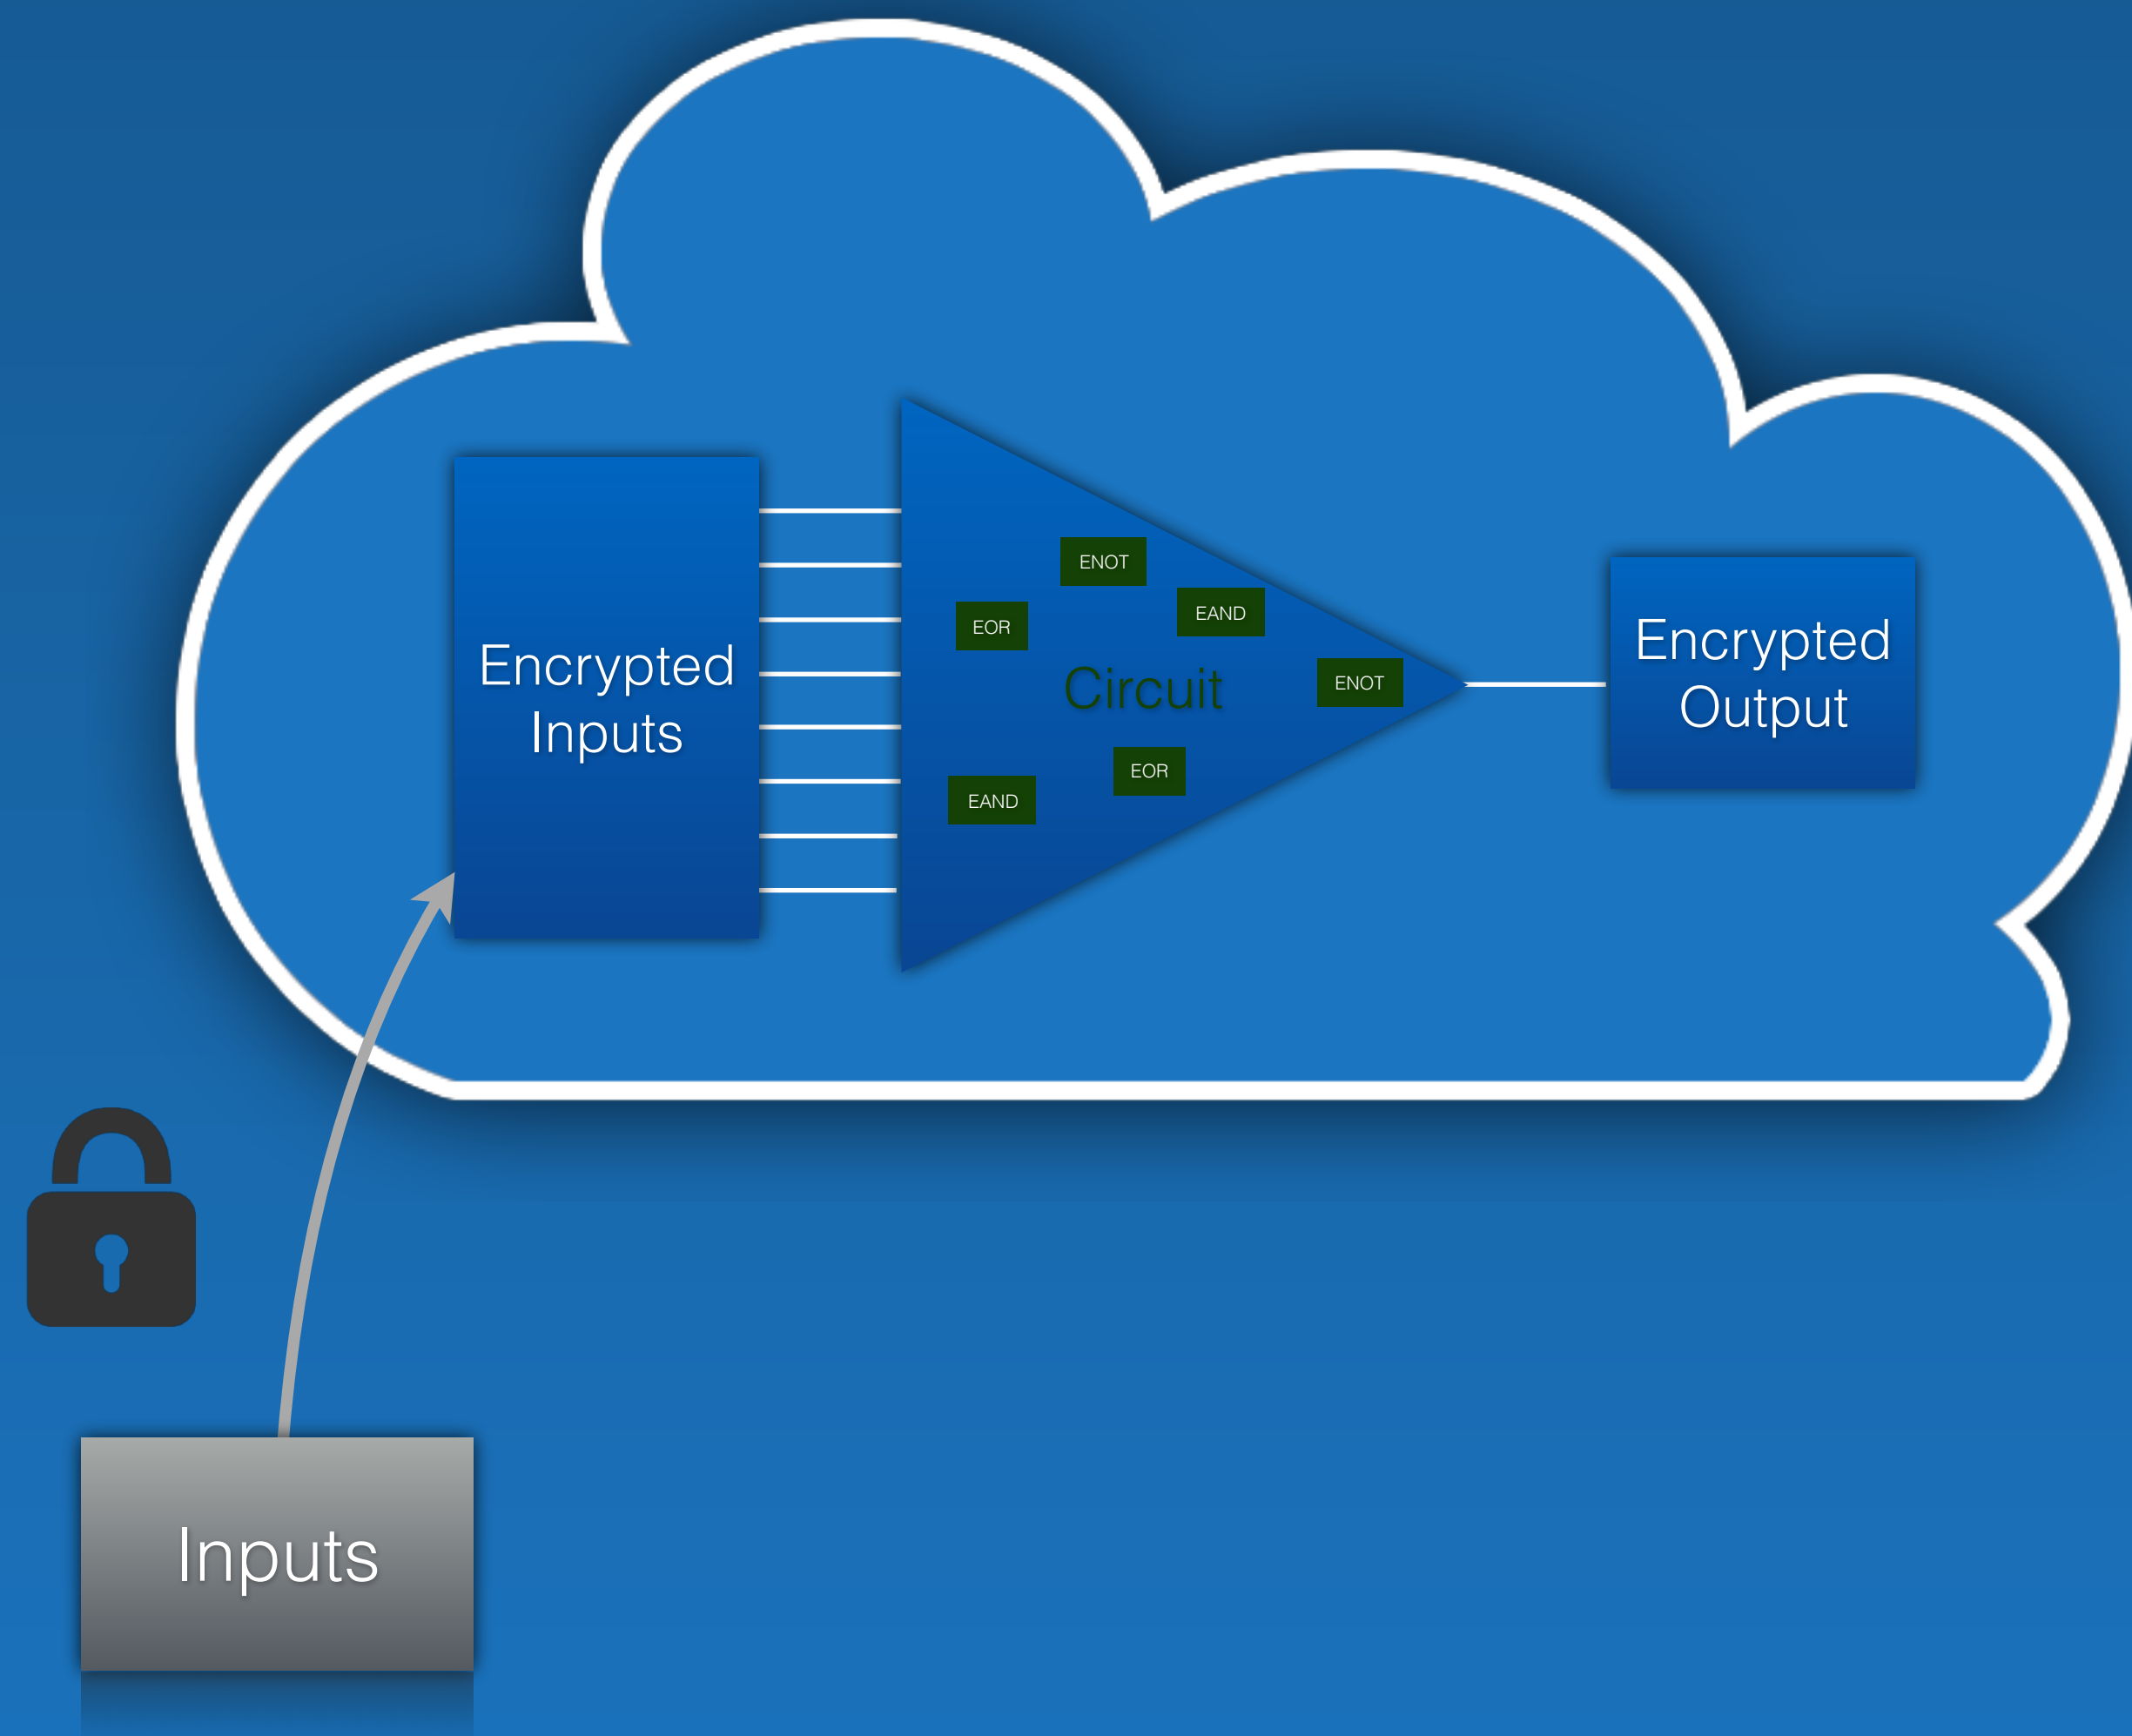 ENOT
EAND
EOR
Encrypted
Inputs
Circuit
ENOT
Encrypted
Output
EOR
EAND
Inputs